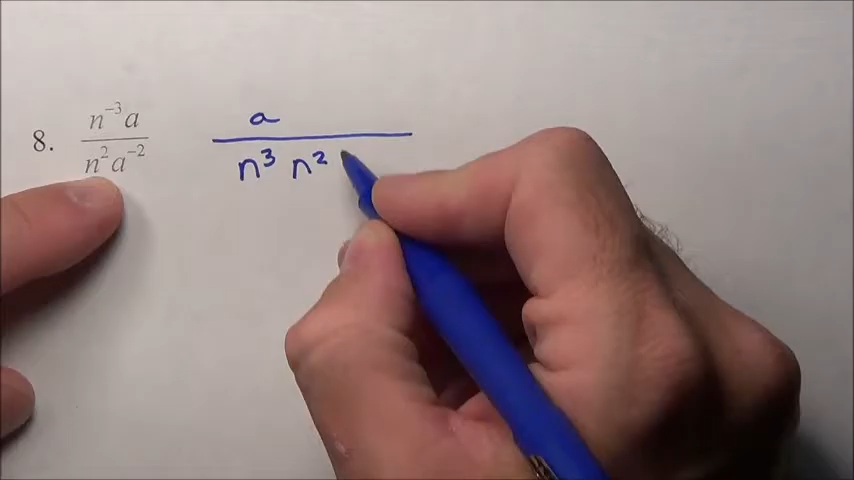 8. n⁻³a / n²a⁻²
a / n³ n²